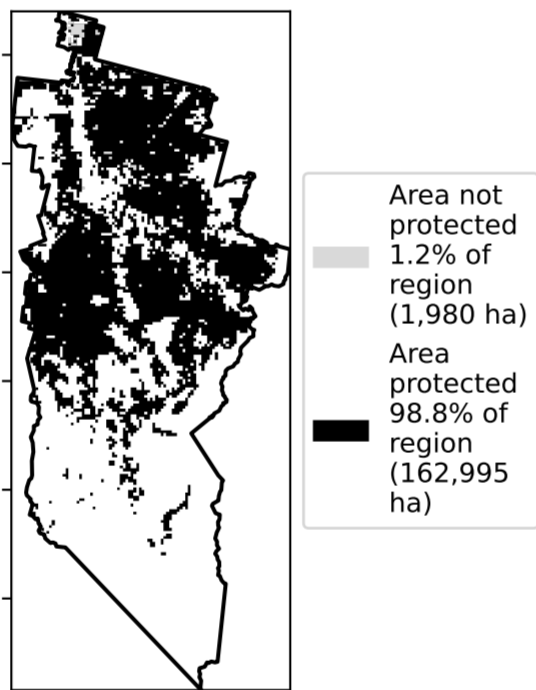 Area not
protected
1.2% of
region
(1,980 ha)
Area
protected
98.8% of
region
(162,995
ha)